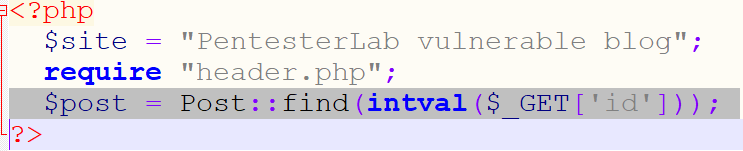 <?php
$site = "PentesterLab vulnerable blog";
require "header.php";
$post = Post::find(intval($_GET['id']));
?>